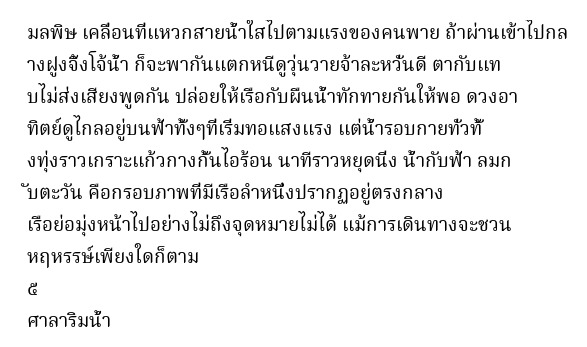 มลพิษ เคลื่อนที่แหวกสายน้ำใสไปตามแรงของคนพาย ถ้าผ่านเข้าไปกล
างฝูงจิงโจ้น้ำ ก็จะพากันแตกหนีดูวุ่นวายจ้าละหวั่นดี ตากับแท
บไม่ส่งเสียงพูดกัน ปล่อยให้เรือกับผืนน้ำทักทายกันให้พอ ดวงอา
ทิตย์ดูไกลอยู่บนฟ้าทั้งๆที่เริ่มทอแสงแรง แต่น้ำรอบกายทั่วทั้
งทุ่งราวเกราะแก้วกางกั้นไอร้อน นาทีราวหยุดนิ่ง น้ำกับฟ้า ลมก
ับตะวัน คือกรอบภาพที่มีเรือลำหนึ่งปรากฏอยู่ตรงกลาง
เรือย่อมุ่งหน้าไปอย่างไม่ถึงจุดหมายไม่ได้ แม้การเดินทางจะชวน
หฤหรรษ์เพียงใดก็ตาม
๕
ศาลาริมน้ำ